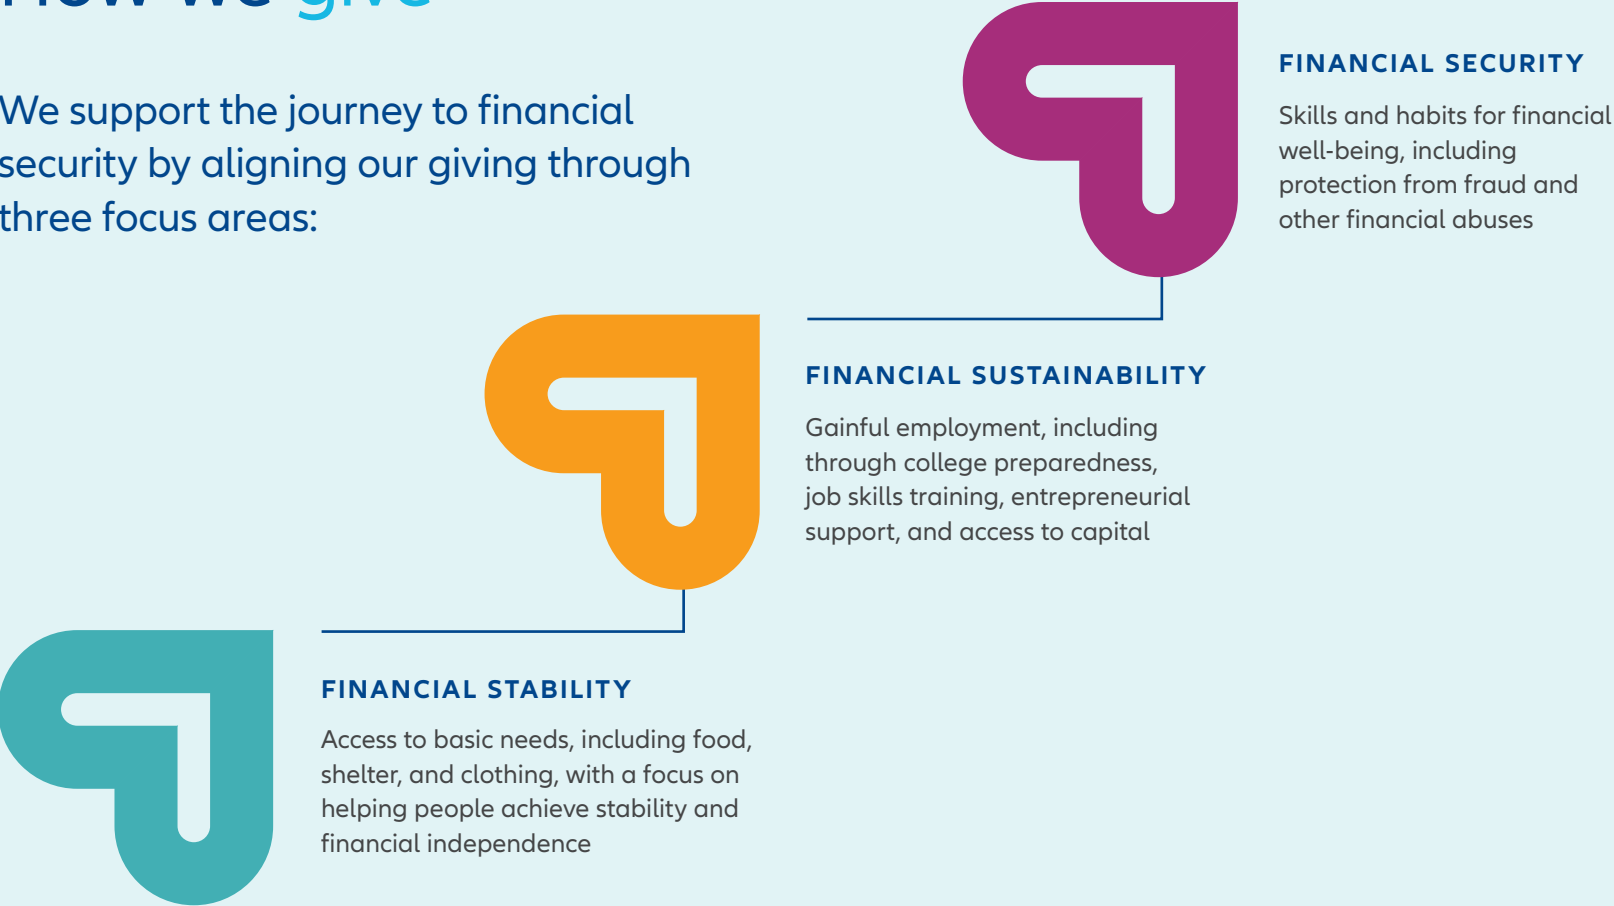 How we give
We support the journey to financial
security by aligning our giving through
three focus areas:
FINANCIAL SECURITY
Skills and habits for financial
well-being, including
protection from fraud and
other financial abuses
FINANCIAL SUSTAINABILITY
Gainful employment, including
through college preparedness,
job skills training, entrepreneurial
support, and access to capital
FINANCIAL STABILITY
Access to basic needs, including food,
shelter, and clothing, with a focus on
helping people achieve stability and
financial independence